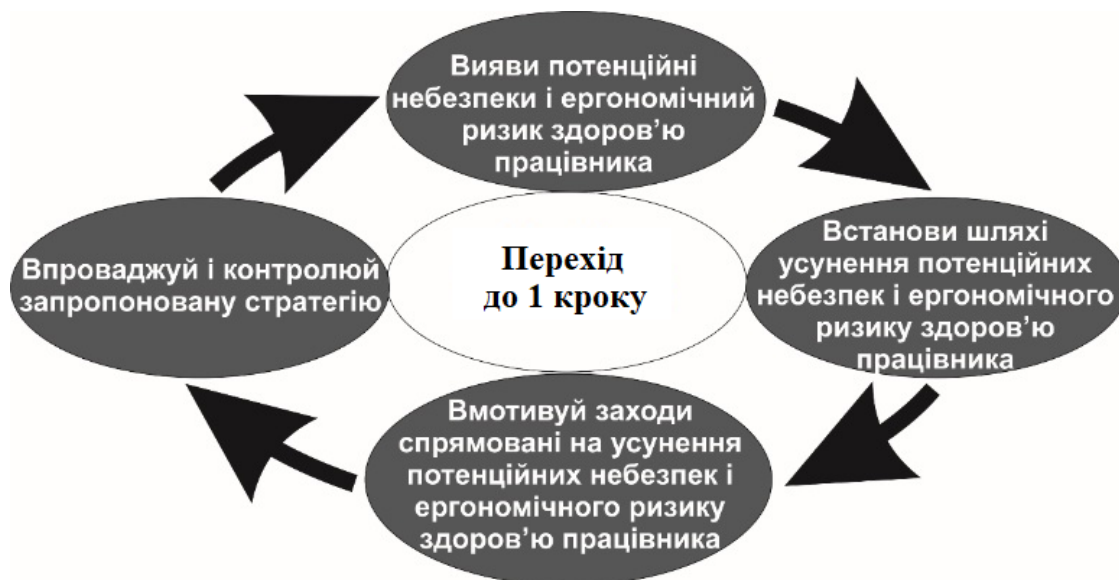 Вияви потенційні
небезпеки і ергономічний
ризик здоров’ю
працівника
Встанови шляхі
усунення потенційних
небезпек і ергономічного
ризику здоров’ю
працівника
Вмотивуй заходи
спрямовані на усунення
потенційних небезпек і
ергономічного ризику
здоров’ю працівника
Впроваджуй і контролюй
запропоновану стратегію
Перехід
до 1 кроку